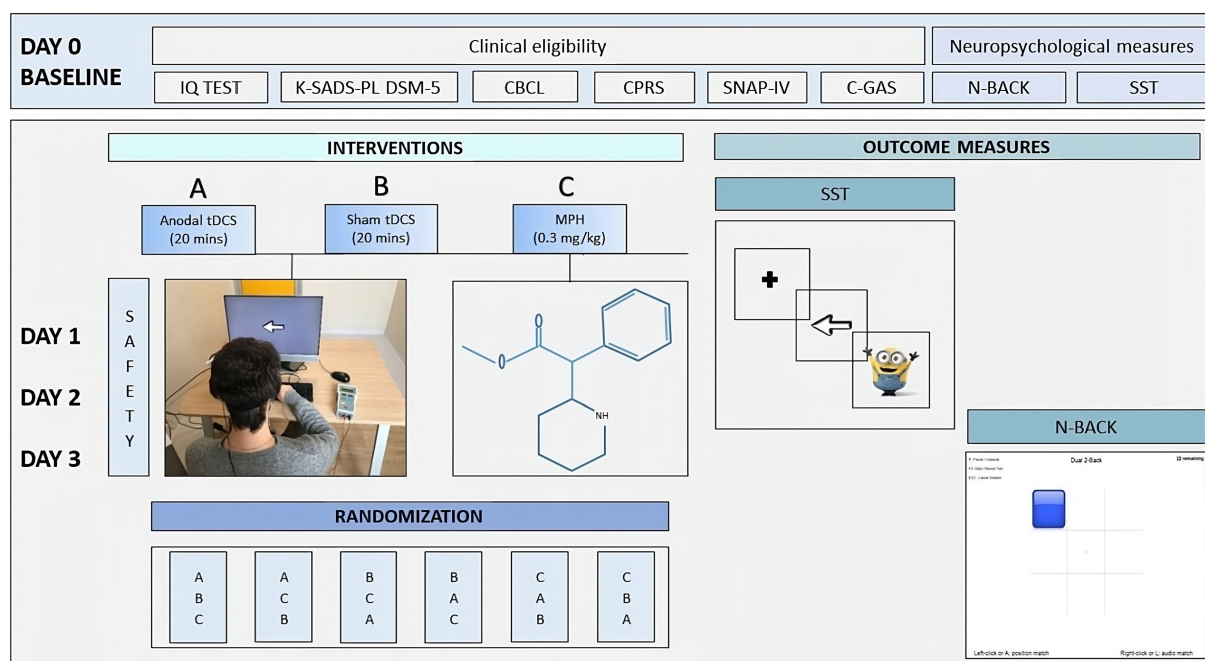 DAY 0
BASELINE
Clinical eligibility
Neuropsychological measures
IQ TEST
K-SADS-PL DSM-5
CBCL
CPRS
SNAP-IV
C-GAS
N-BACK
SST
INTERVENTIONS
OUTCOME MEASURES
A
B
C
Anodal tDCS
(20 mins)
Sham tDCS
(20 mins)
MPH
(0.3 mg/kg)
SST
DAY 1
DAY 2
DAY 3
S
A
F
E
T
Y
O
O
NH
N-BACK
Dual 2-Back
remaining
Left-click or A: position match
Right-click or L: audio match
RANDOMIZATION
A
B
C
A
C
B
B
C
A
B
A
C
C
A
B
C
B
A